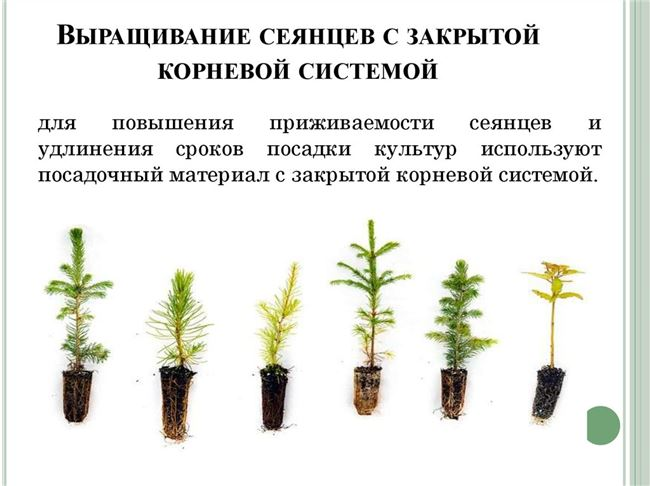 Выращивание сеянцев с закрытой
корневой системой
для повышения приживаемости сеянцев и
удлинения сроков посадки культур используют
посадочный материал с закрытой корневой системой.